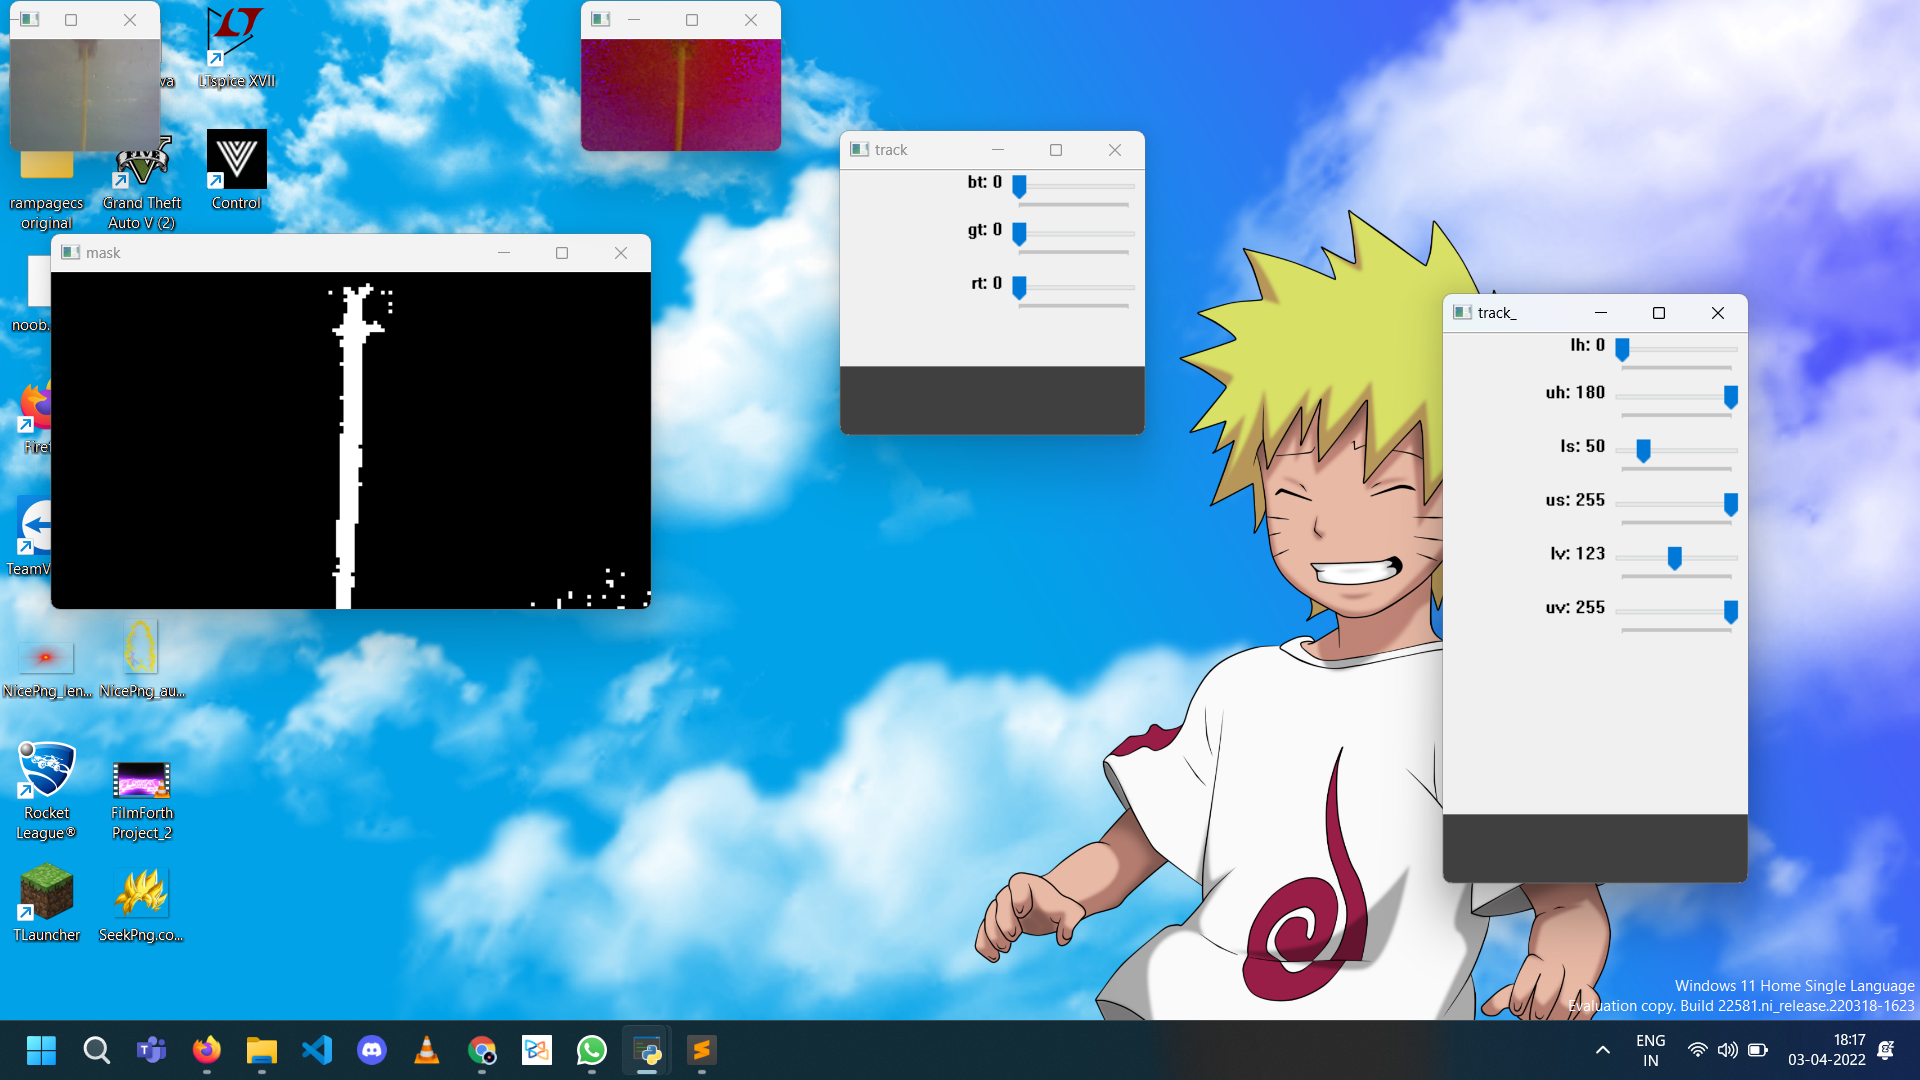 va
LTspice XVII
rampagecs
original
Grand Theft
Auto V (2)
Control
FIVE
mask
noob.
Firef
TeamV
NicePng_len...
NicePng_au...
Rocket
League®
FilmForth
Project_2
TLauncher
SeekPng.co...
track
bt: 0
gt: 0
rt: 0
track_
lh: 0
uh: 180
ls: 50
us: 255
lv: 123
uv: 255
Windows 11 Home Single Language
Evaluation copy. Build 22581.ni_release.220318-1623
ENG
IN
18:17
03-04-2022